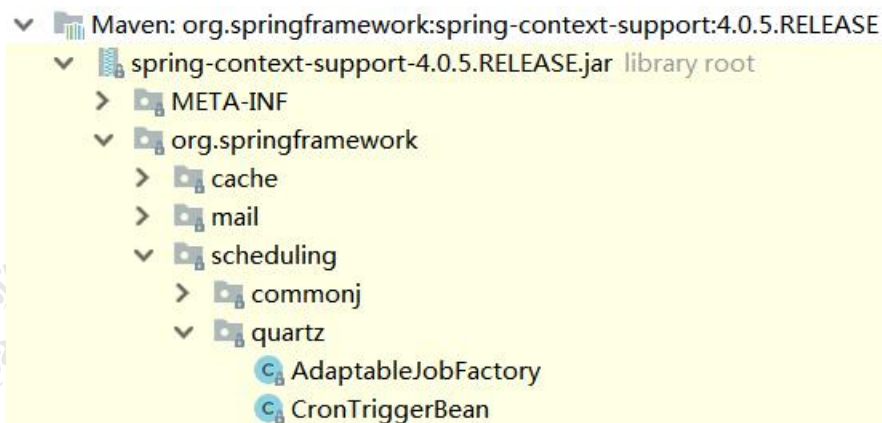 Maven: org.springframework:spring-context-support:4.0.5.RELEASE
spring-context-support-4.0.5.RELEASE.jar library root
META-INF
org.springframework
cache
mail
scheduling
commonj
quartz
AdaptableJobFactory
CronTriggerBean